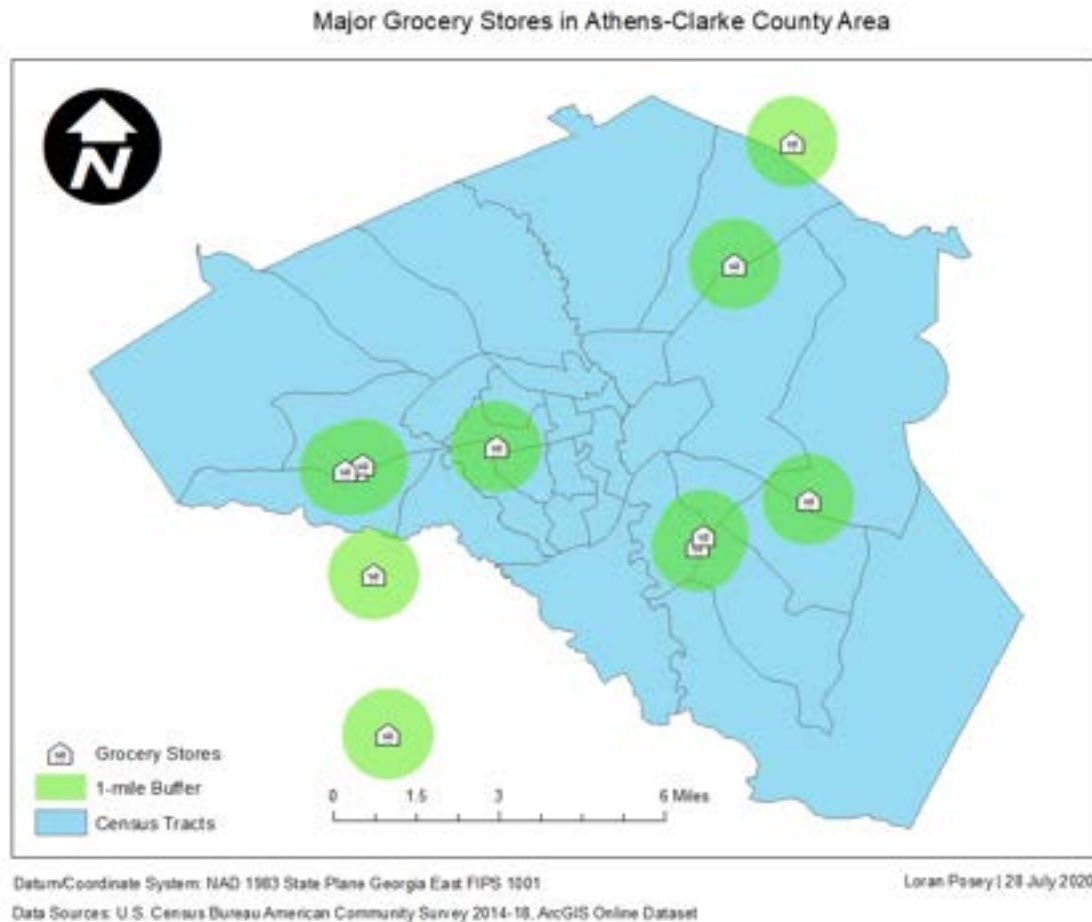 Major Grocery Stores in Athens-Clarke County Area
N
Grocery Stores
1-mile Buffer
Census Tracts
0 1.5 3 6 Miles
Datum/Coordinate System: NAD 1983 State Plane Georgia East FIPS 1001
Loran Posey | 28 July 2020
Data Sources: U.S. Census Bureau American Community Survey 2014-18, ArcGIS Online Dataset